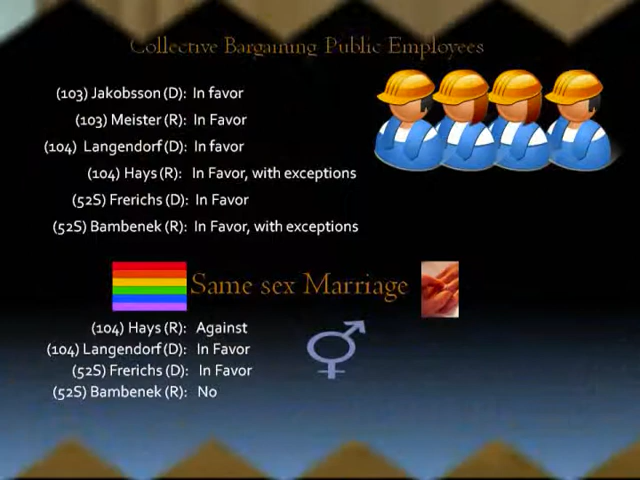 Collective Bargaining Public Employees
(103) Jakobsson (D): In favor
(103) Meister (R): In Favor
(104) Langendorf (D): In favor
(104) Hays (R): In Favor, with exceptions
(52S) Frerichs (D): In Favor
(52S) Bambenek (R): In Favor, with exceptions
Same sex Marriage
(104) Hays (R): Against
(104) Langendorf (D): In Favor
(52S) Frerichs (D): In Favor
(52S) Bambenek (R): No